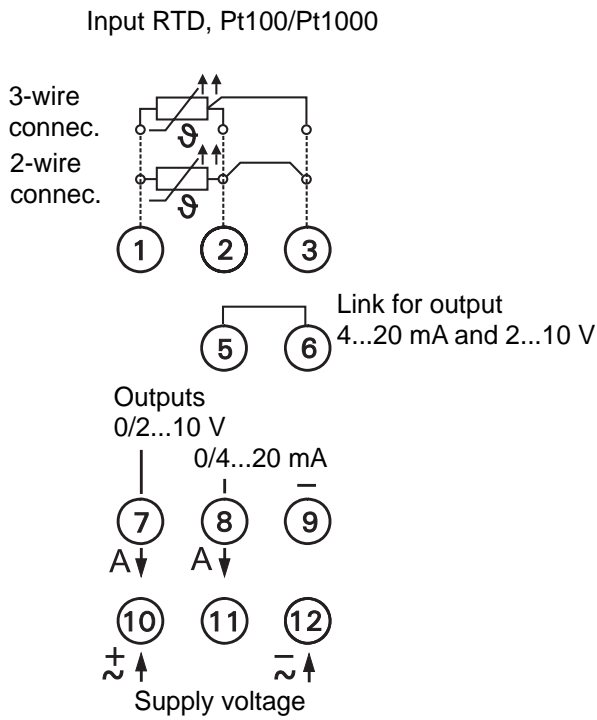 Input RTD, Pt100/Pt1000
3-wire
connec.
ϑ
2-wire
connec.
ϑ
1 2 3
Link for output
4...20 mA and 2...10 V
5 6
Outputs
0/2...10 V
0/4...20 mA
–
7 8 9
A A
10 11 12
+ –
~ ~
Supply voltage